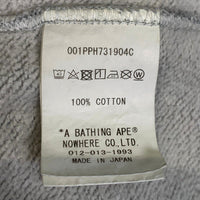 001PPH731904C
100% COTTON
"A BATHING APE®
NOWHERE CO.,LTD.
012-013-1993
MADE IN JAPAN